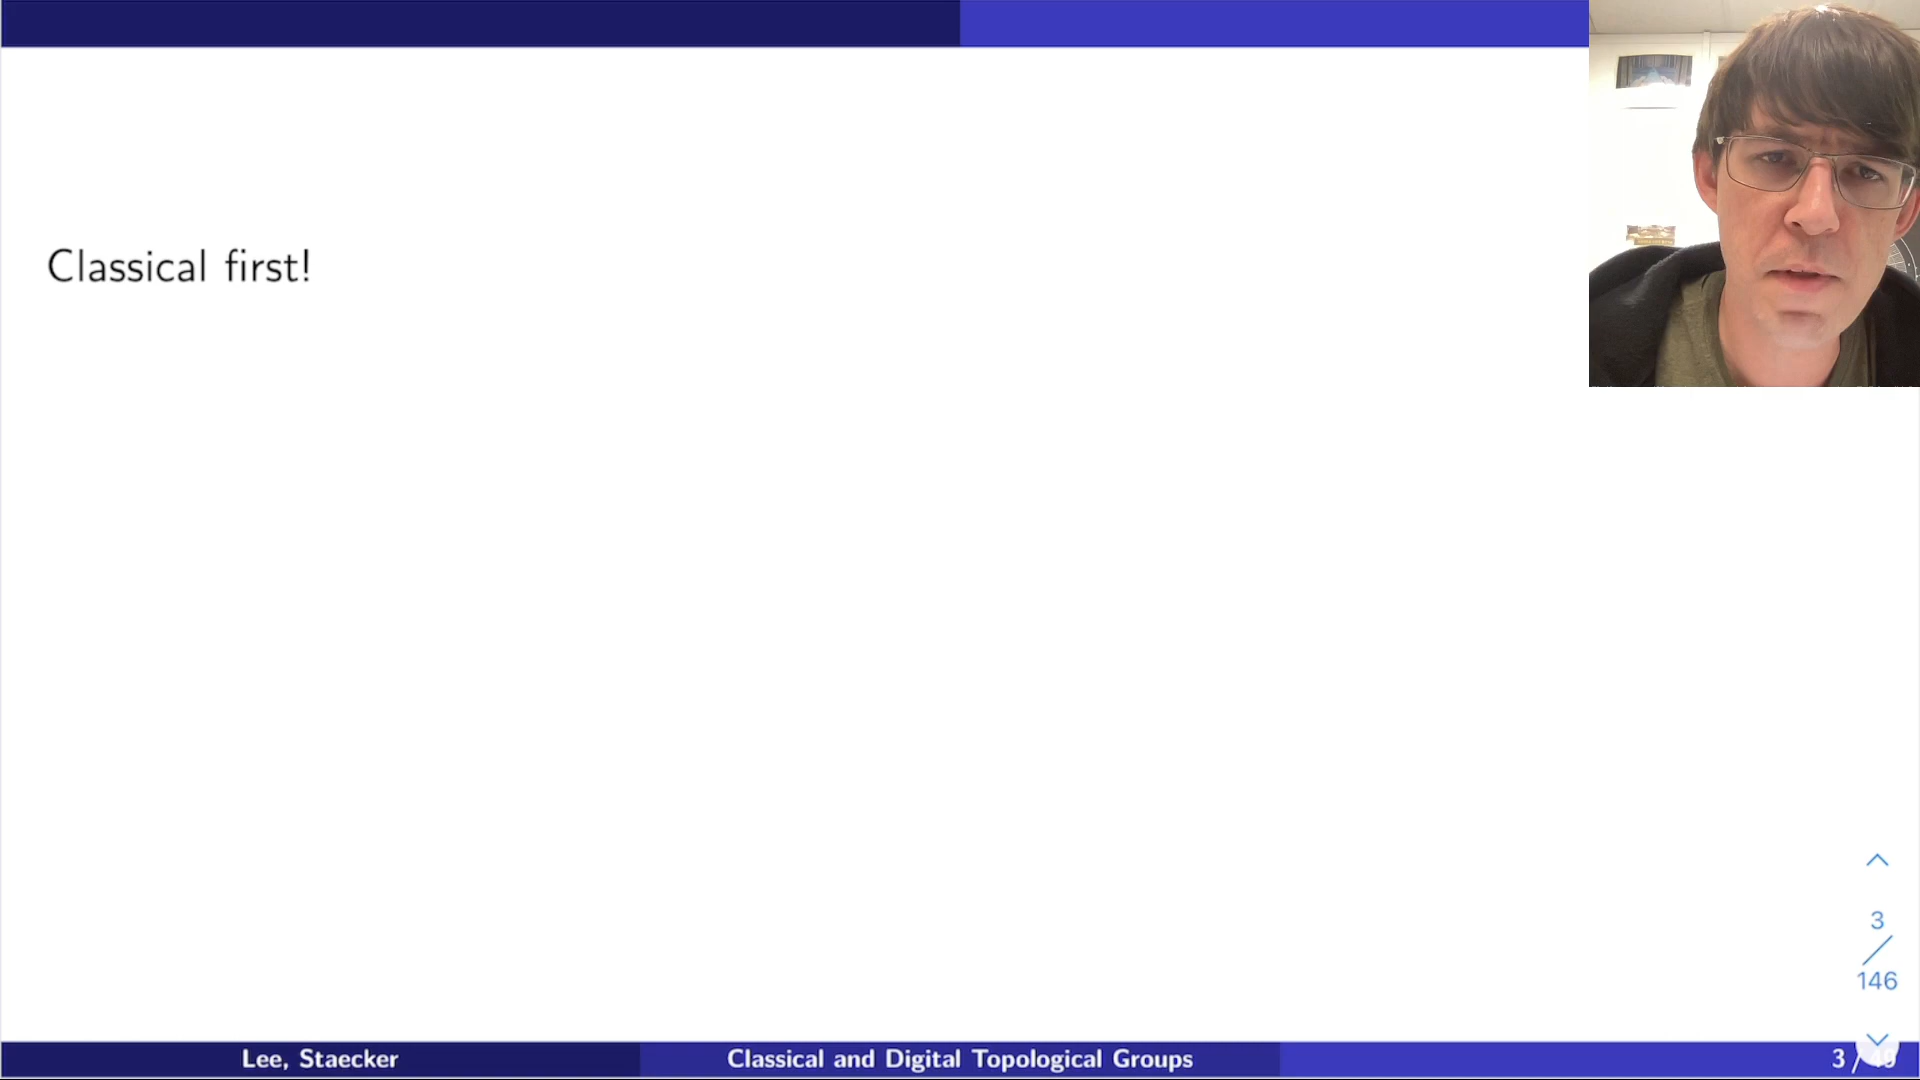 Classical first!
3
146
Lee, Staecker
Classical and Digital Topological Groups
3 /